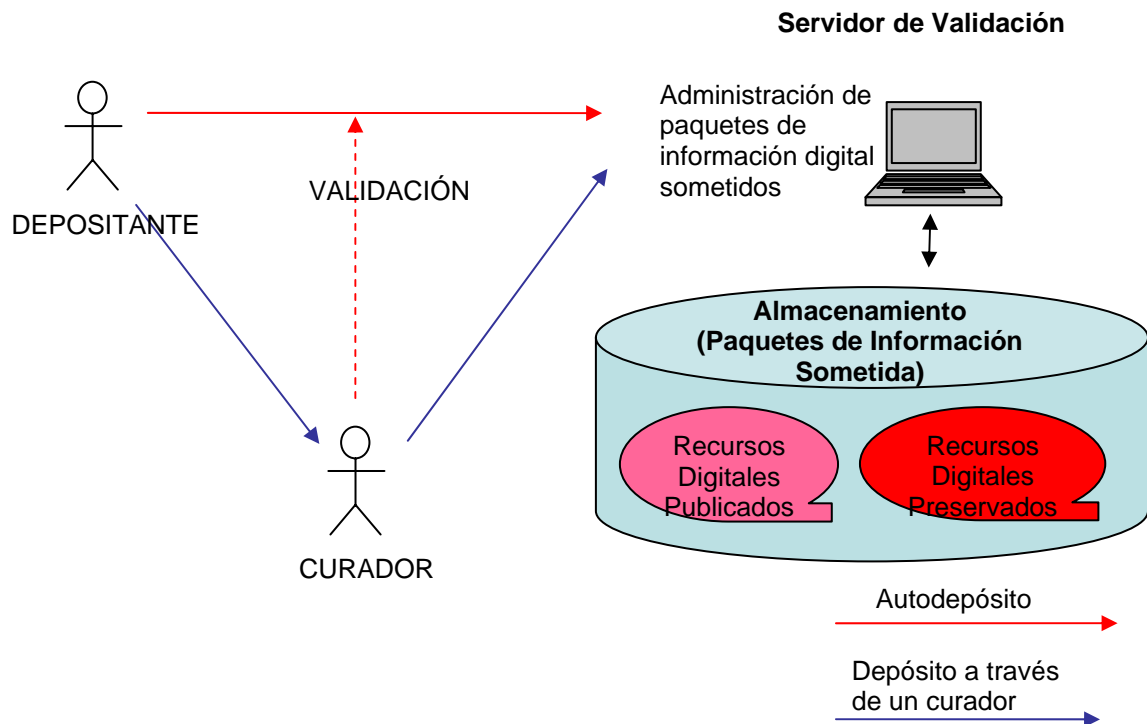 Servidor de Validación
Administración de
paquetes de
información digital
sometidos
VALIDACIÓN
DEPOSITANTE
Almacenamiento
(Paquetes de Información
Sometida)
Recursos
Digitales
Publicados
Recursos
Digitales
Preservados
CURADOR
Autodepósito
Depósito a través
de un curador